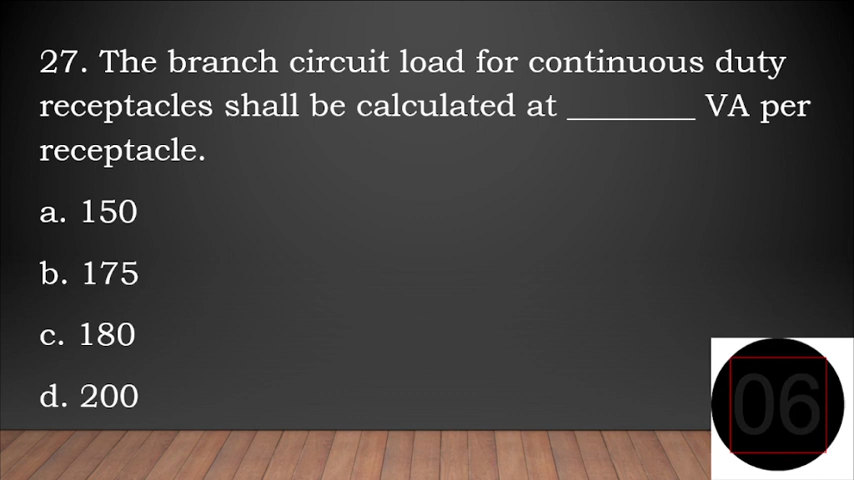 27. The branch circuit load for continuous duty
receptacles shall be calculated at ________ VA per
receptacle.
a. 150
b. 175
c. 180
d. 200
06